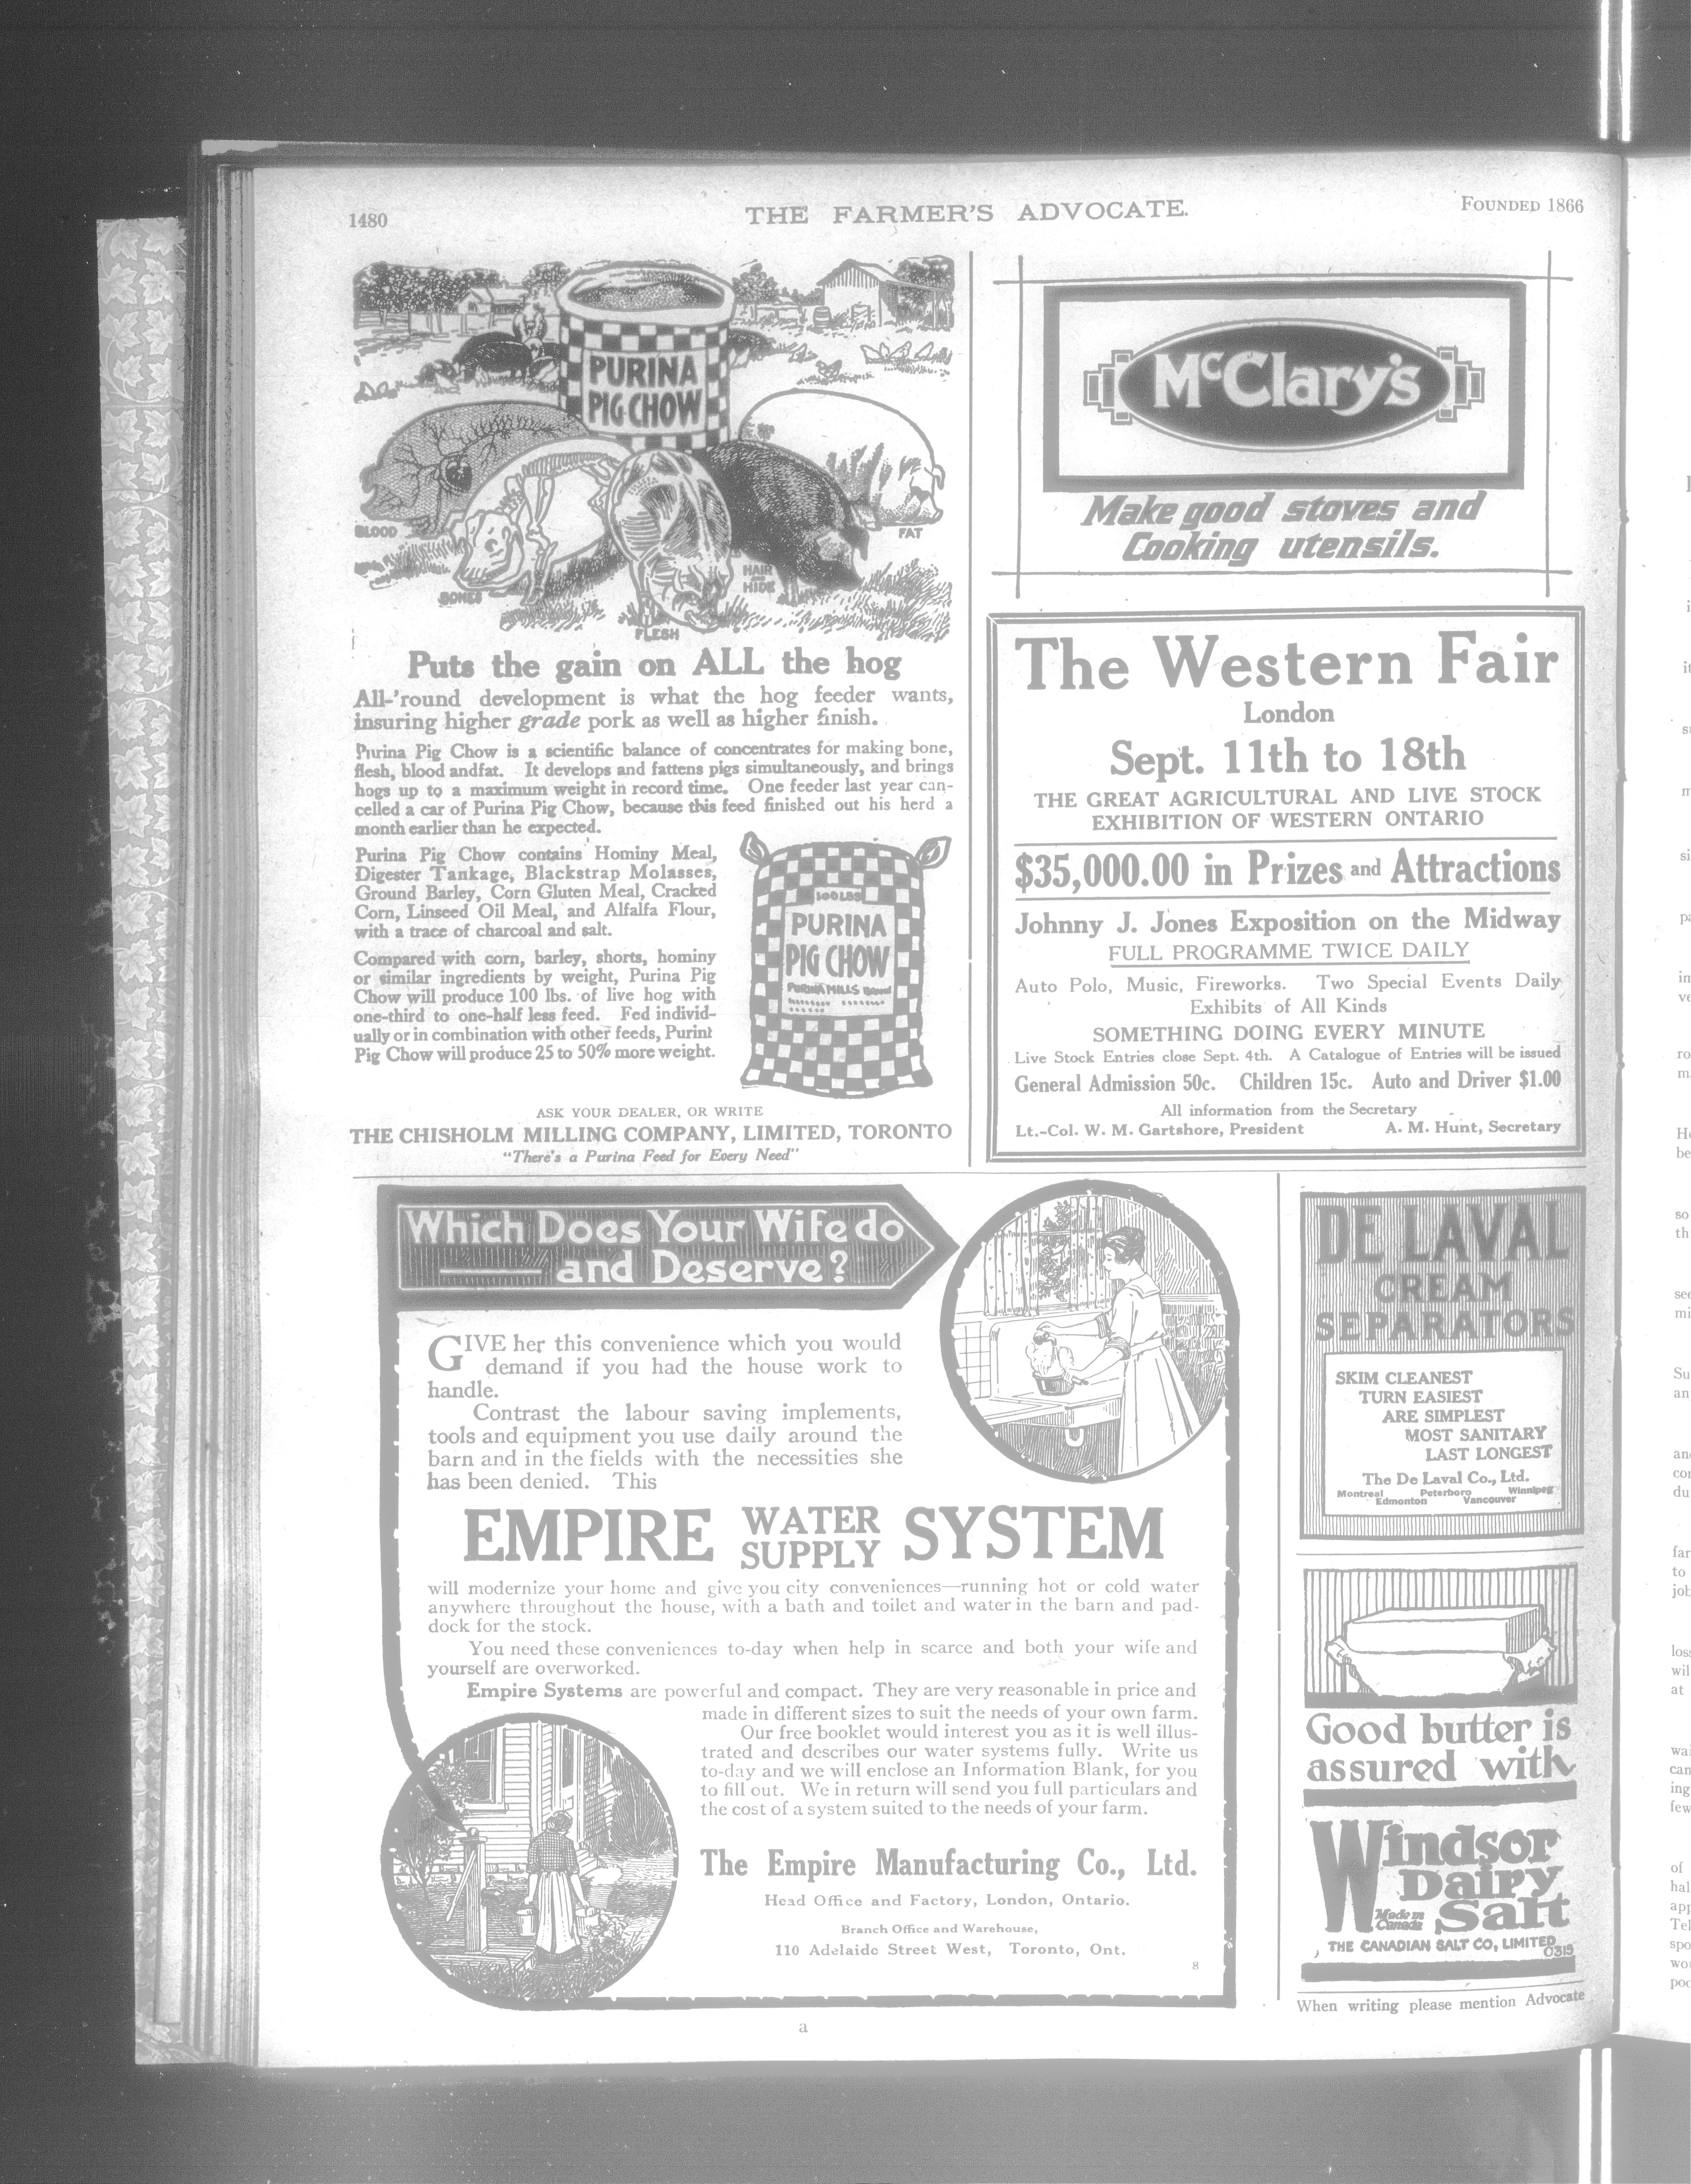 1480
THE FARMER'S ADVOCATE.
FOUNDED 1866
PURINA
PIG CHOW
BLOOD
BONES
FLESH
HAIR
AND
HIDE
FAT
Puts the gain on ALL the hog
All-'round development is what the hog feeder wants,
insuring higher grade pork as well as higher finish.
Purina Pig Chow is a scientific balance of concentrates for making bone,
flesh, blood andfat. It develops and fattens pigs simultaneously, and brings
hogs up to a maximum weight in record time. One feeder last year can-
celled a car of Purina Pig Chow, because this feed finished out his herd a
month earlier than he expected.
Purina Pig Chow contains Hominy Meal,
Digester Tankage, Blackstrap Molasses,
Ground Barley, Corn Gluten Meal, Cracked
Corn, Linseed Oil Meal, and Alfalfa Flour,
with a trace of charcoal and salt.
Compared with corn, barley, shorts, hominy
or similar ingredients by weight, Purina Pig
Chow will produce 100 lbs. of live hog with
one-third to one-half less feed. Fed individ-
ually or in combination with other feeds, Purint
Pig Chow will produce 25 to 50% more weight.
100 LBS
PURINA
PIG CHOW
PURINA MILLS
ASK YOUR DEALER, OR WRITE
THE CHISHOLM MILLING COMPANY, LIMITED, TORONTO
"There's a Purina Feed for Every Need"
McClary's
Make good stoves and
Cooking utensils.
The Western Fair
London
Sept. 11th to 18th
THE GREAT AGRICULTURAL AND LIVE STOCK
EXHIBITION OF WESTERN ONTARIO
$35,000.00 in Prizes and Attractions
Johnny J. Jones Exposition on the Midway
FULL PROGRAMME TWICE DAILY
Auto Polo, Music, Fireworks. Two Special Events Daily
Exhibits of All Kinds
SOMETHING DOING EVERY MINUTE
Live Stock Entries close Sept. 4th. A Catalogue of Entries will be issued
General Admission 50c. Children 15c. Auto and Driver $1.00
All information from the Secretary
Lt.-Col. W. M. Gartshore, President A. M. Hunt, Secretary
Which Does Your Wife do
and Deserve?
GIVE her this convenience which you would
demand if you had the house work to
handle.
Contrast the labour saving implements,
tools and equipment you use daily around the
barn and in the fields with the necessities she
has been denied. This
EMPIRE WATER SUPPLY SYSTEM
will modernize your home and give you city conveniences—running hot or cold water
anywhere throughout the house, with a bath and toilet and water in the barn and pad-
dock for the stock.
You need these conveniences to-day when help in scarce and both your wife and
yourself are overworked.
Empire Systems are powerful and compact. They are very reasonable in price and
made in different sizes to suit the needs of your own farm.
Our free booklet would interest you as it is well illus-
trated and describes our water systems fully. Write us
to-day and we will enclose an Information Blank, for you
to fill out. We in return will send you full particulars and
the cost of a system suited to the needs of your farm.
The Empire Manufacturing Co., Ltd.
Head Office and Factory, London, Ontario.
Branch Office and Warehouse,
110 Adelaide Street West, Toronto, Ont.
8
a
DE LAVAL
CREAM
SEPARATORS
SKIM CLEANEST
TURN EASIEST
ARE SIMPLEST
MOST SANITARY
LAST LONGEST
The De Laval Co., Ltd.
Montreal Peterboro Winnipeg
Edmonton Vancouver
Good butter is
assured with
Windsor
Dairy
Made in
Canada
Salt
THE CANADIAN SALT CO, LIMITED
0319
When writing please mention Advocate